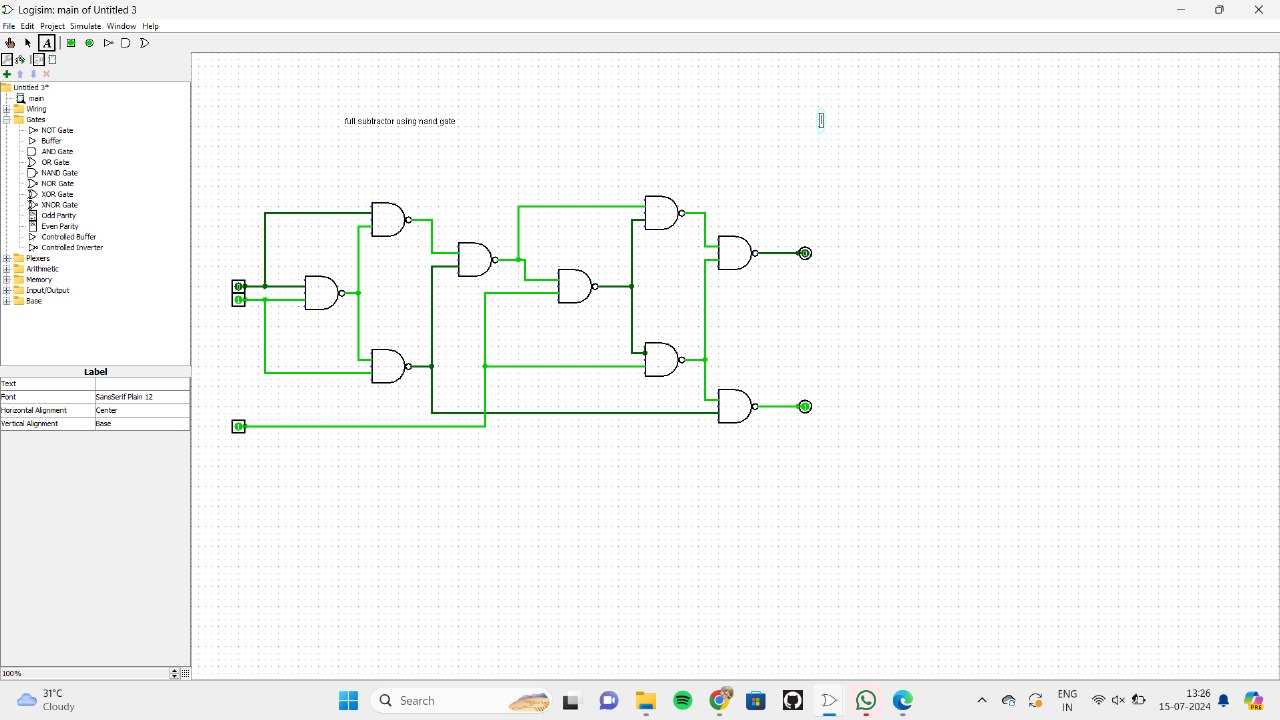 Logisim: main of Untitled 3
File Edit Project Simulate Window Help
A
Untitled 3*
main
Wiring
Gates
NOT Gate
Buffer
AND Gate
OR Gate
NAND Gate
NOR Gate
XOR Gate
XNOR Gate
Odd Parity
Even Parity
Controlled Buffer
Controlled Inverter
Plexers
Arithmetic
Memory
Input/Output
Base
full subtractor using nand gate
0
1
1
0
1
Label
Text
Font SansSerif Plain 12
Horizontal Alignment Center
Vertical Alignment Base
100%
31°C
Cloudy
Search
ENG
IN
13:26
15-07-2024